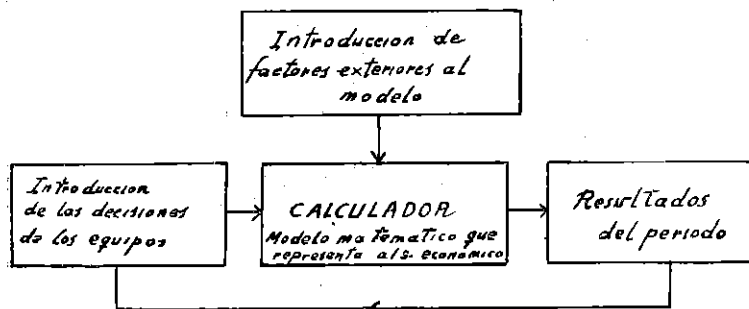 Introduccion de
factores exteriores al
modelo
Introduccion
de las decisiones
de los equipos
CALCULADOR
Modelo matematico que
representa al s. economico
Resultados
del periodo